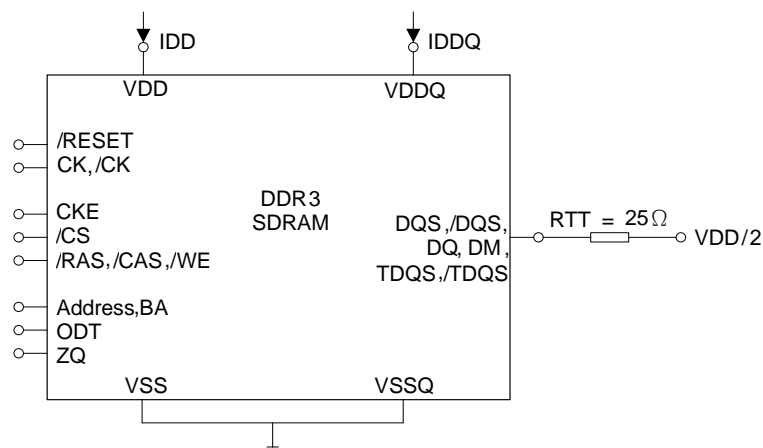 IDD
IDDQ
VDD
VDDQ
/RESET
CK, /CK
CKE
/CS
/RAS, /CAS, /WE
Address,BA
ODT
ZQ
DDR3
SDRAM
DQS,/DQS,
DQ, DM ,
TDQS,/TDQS
RTT = 25Ω
VDD/2
VSS
VSSQ